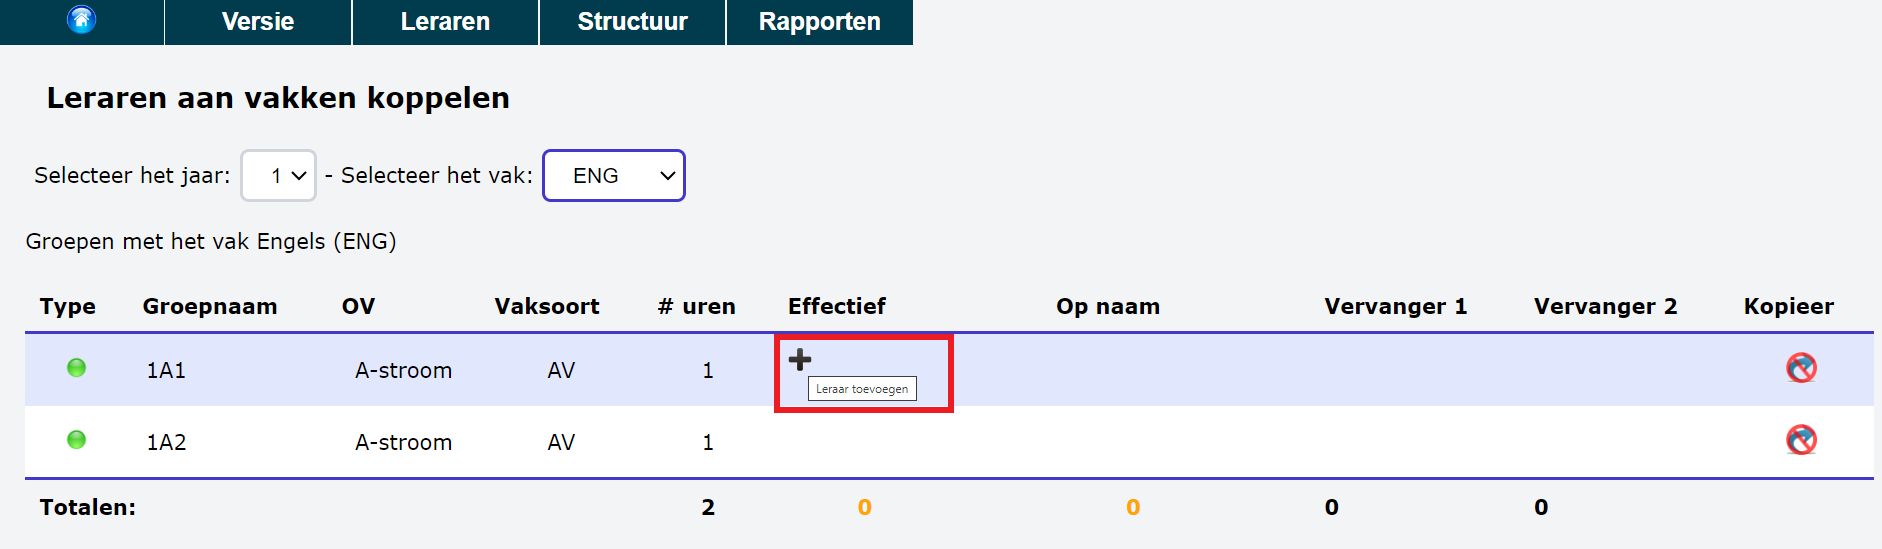 Versie Leraren Structuur Rapporten
Leraren aan vakken koppelen
Selecteer het jaar: 1 - Selecteer het vak: ENG
Groepen met het vak Engels (ENG)
Type Groepnaam OV Vaksoort # uren Effectief Op naam Vervanger 1 Vervanger 2 Kopieer
1A1 A-stroom AV 1
Leraar toevoegen
1A2 A-stroom AV 1
Totalen: 2 0 0 0 0